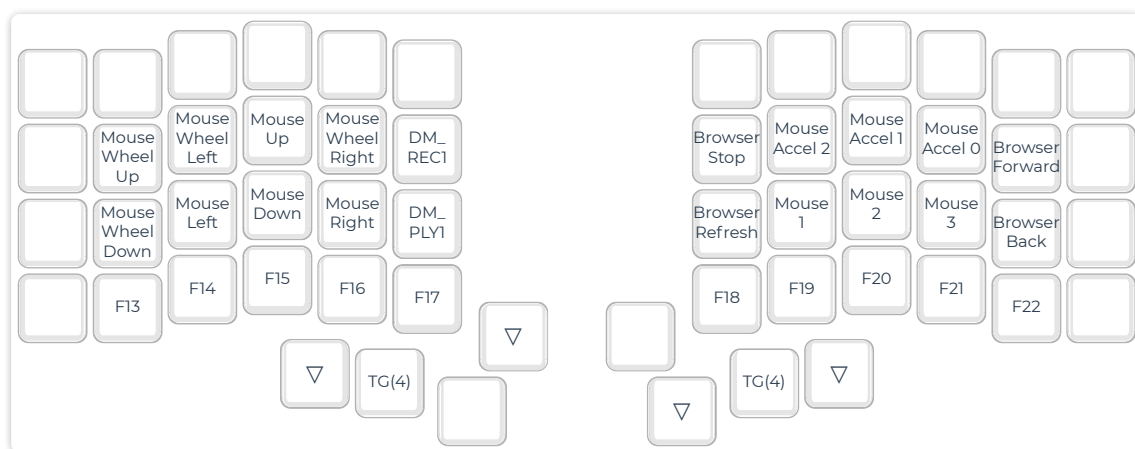 Mouse
Wheel
Up
Mouse
Wheel
Left
Mouse
Up
Mouse
Wheel
Right
DM_
REC1
Browser
Stop
Mouse
Accel 2
Mouse
Accel 1
Mouse
Accel 0
Browser
Forward
Mouse
Wheel
Down
Mouse
Left
Mouse
Down
Mouse
Right
DM_
PLY1
Browser
Refresh
Mouse
1
Mouse
2
Mouse
3
Browser
Back
F13
F14
F15
F16
F17
F18
F19
F20
F21
F22
▽
▽
TG(4)
▽
TG(4)
▽